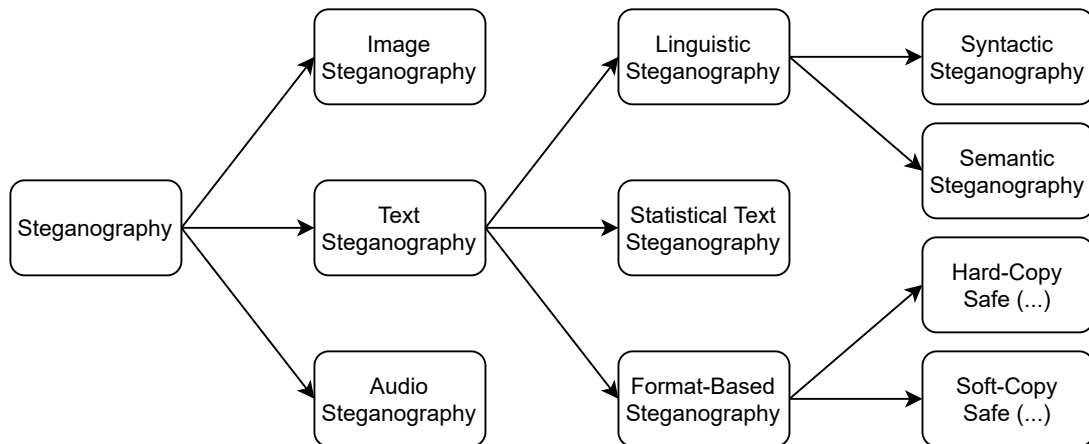 Steganography
Image
Steganography
Text
Steganography
Audio
Steganography
Linguistic
Steganography
Statistical Text
Steganography
Format-Based
Steganography
Syntactic
Steganography
Semantic
Steganography
Hard-Copy
Safe (...)
Soft-Copy
Safe (...)